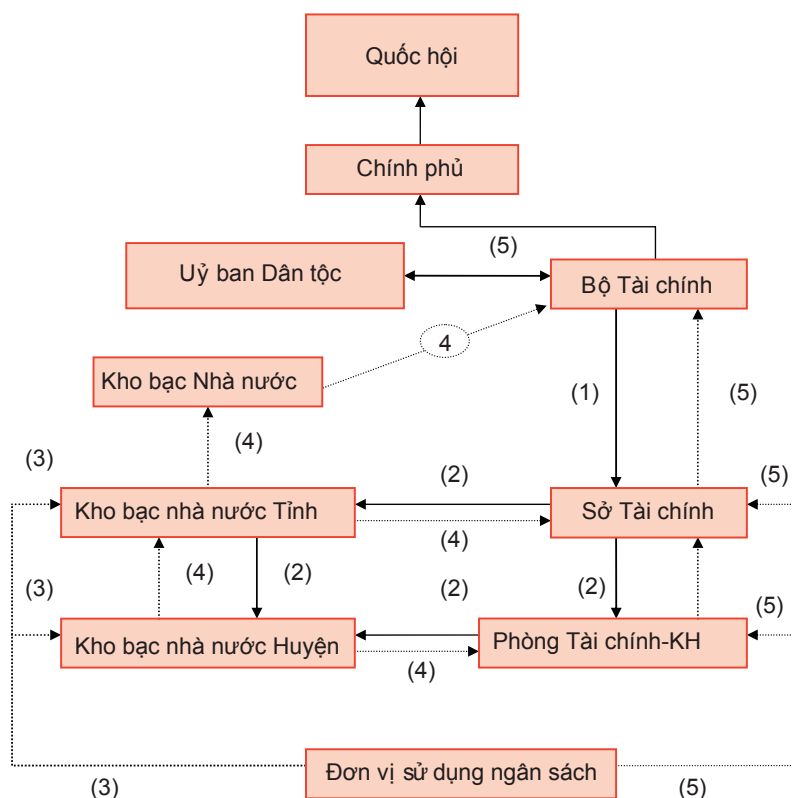 Quốc hội
Chính phủ
(5)
Uỷ ban Dân tộc
Bộ Tài chính
4
Kho bạc Nhà nước
(1)
(5)
(4)
(3)
(2)
(5)
Kho bạc nhà nước Tỉnh
Sở Tài chính
(4)
(3)
(4)
(2)
(2)
(2)
(5)
Kho bạc nhà nước Huyện
Phòng Tài chính-KH
(4)
Đơn vị sử dụng ngân sách
(3)
(5)